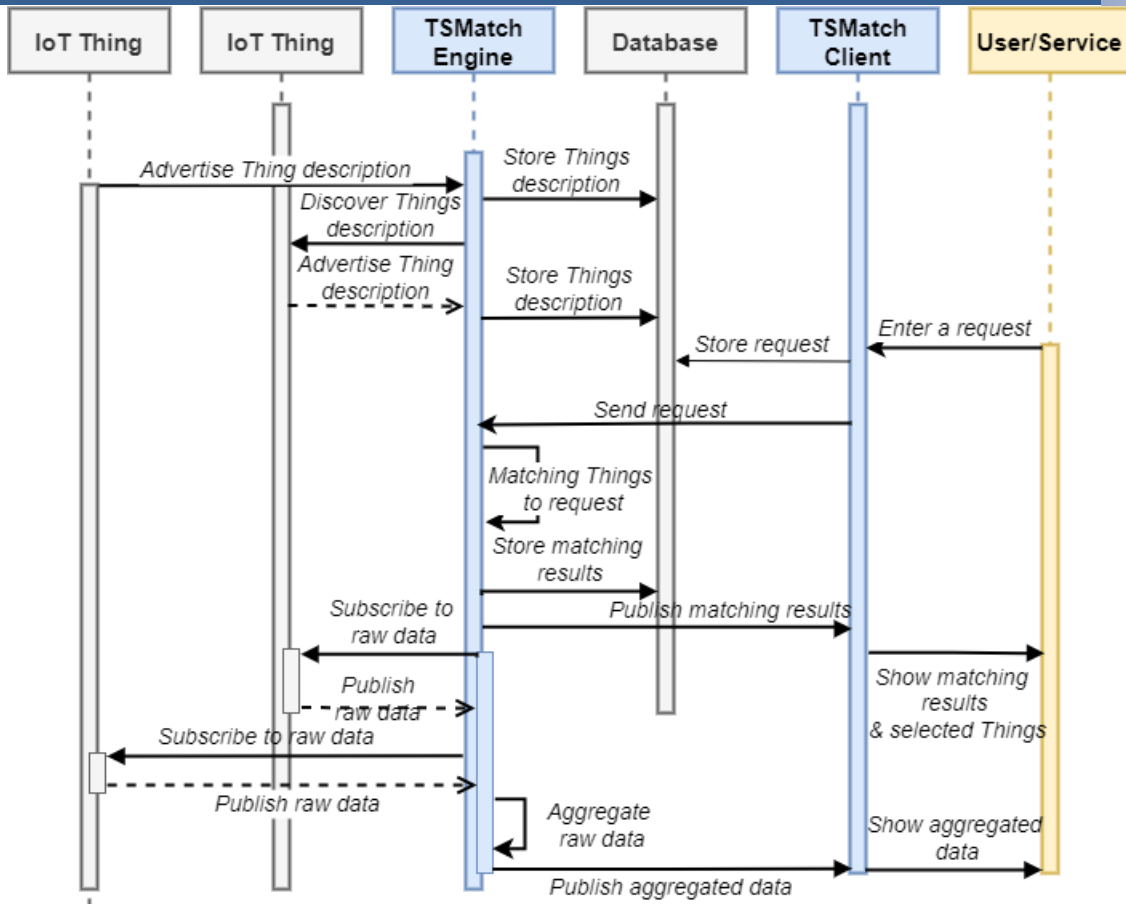 IoT Thing
IoT Thing
TSMatch
Engine
Database
TSMatch
Client
User/Service
Advertise Thing description
Store Things
description
Discover Things
description
Advertise Thing
description
Store Things
description
Enter a request
Store request
Send request
Matching Things
to request
Store matching
results
Publish matching results
Subscribe to
raw data
Show matching
results
& selected Things
Publish
raw data
Subscribe to raw data
Publish raw data
Aggregate
raw data
Show aggregated
data
Publish aggregated data